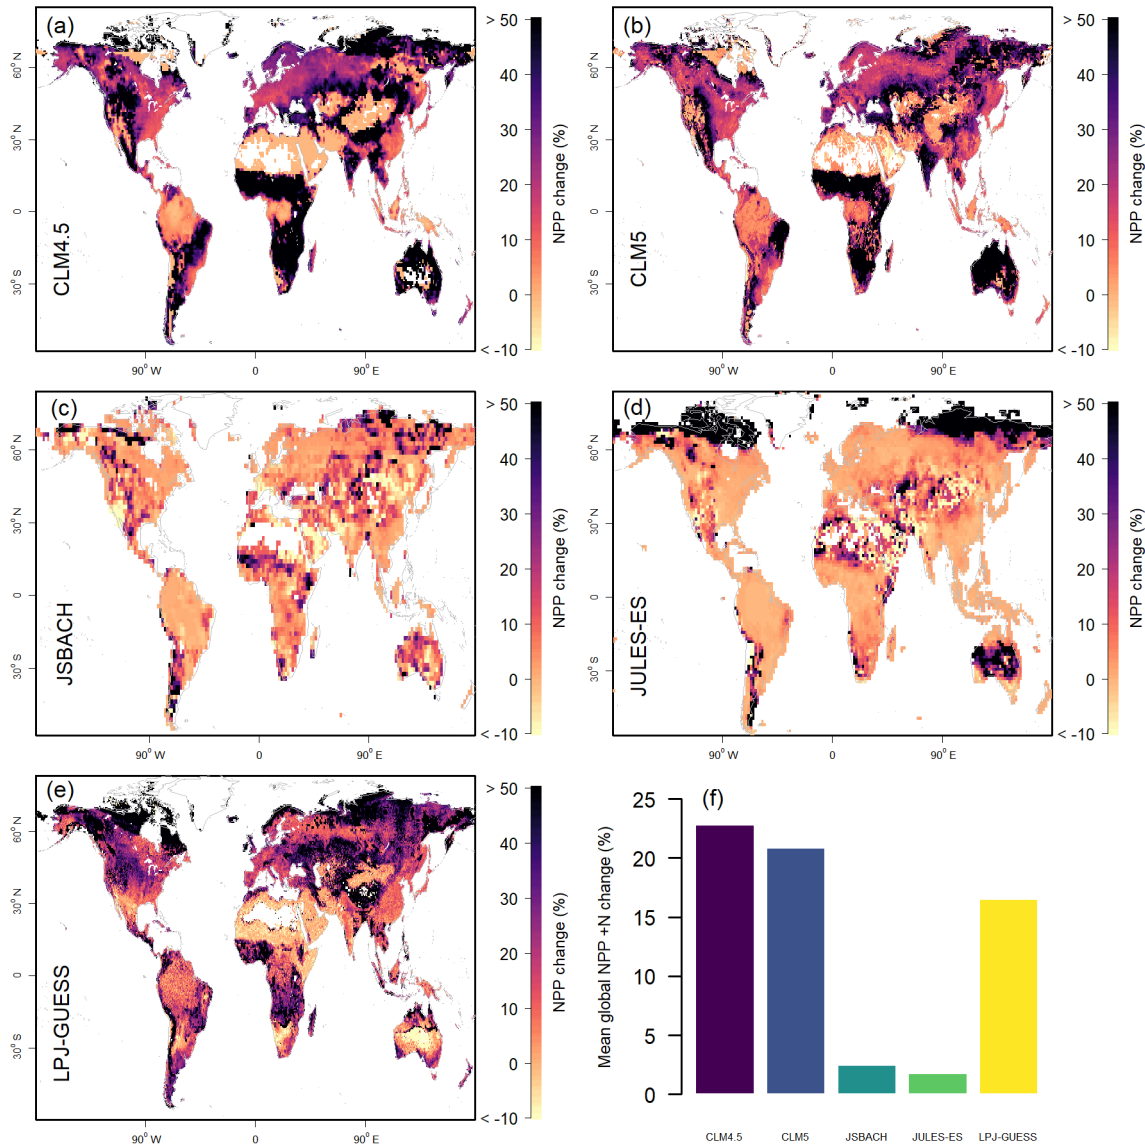 (a)
CLM4.5
60° N
30° N
0
30° S
90° W
0
90° E
> 50
40
30
20
10
0
< -10
NPP change (%)
(b)
CLM5
60° N
30° N
0
30° S
90° W
0
90° E
> 50
40
30
20
10
0
< -10
NPP change (%)
(c)
JSBACH
60° N
30° N
0
30° S
90° W
0
90° E
> 50
40
30
20
10
0
< -10
NPP change (%)
(d)
JULES-ES
60° N
30° N
0
30° S
90° W
0
90° E
> 50
40
30
20
10
0
< -10
NPP change (%)
(e)
LPJ-GUESS
60° N
30° N
0
30° S
90° W
0
90° E
> 50
40
30
20
10
0
< -10
NPP change (%)
(f)
Mean global NPP +N change (%)
25
20
15
10
5
0
CLM4.5 CLM5 JSBACH JULES-ES LPJ-GUESS